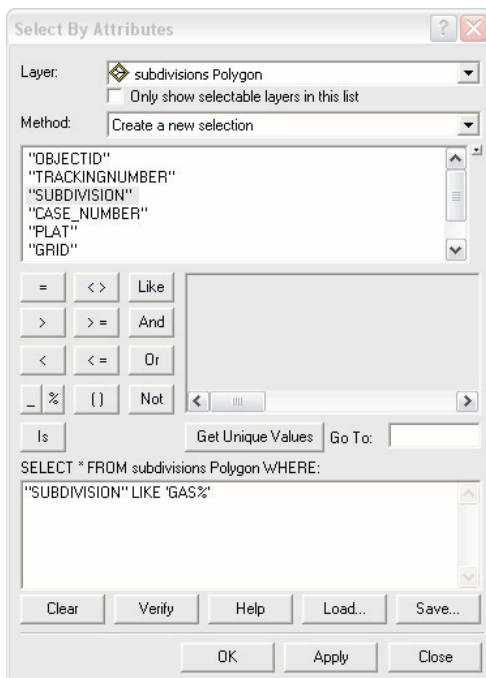 Select By Attributes
Layer: subdivisions Polygon
Only show selectable layers in this list
Method: Create a new selection
"OBJECTID"
"TRACKINGNUMBER"
"SUBDIVISION"
"CASE_NUMBER"
"PLAT"
"GRID"
= < > Like
> > = And
< < = Or
_ % ( ) Not
Is Get Unique Values Go To:
SELECT * FROM subdivisions Polygon WHERE:
"SUBDIVISION" LIKE 'GAS%'
Clear Verify Help Load... Save...
OK Apply Close